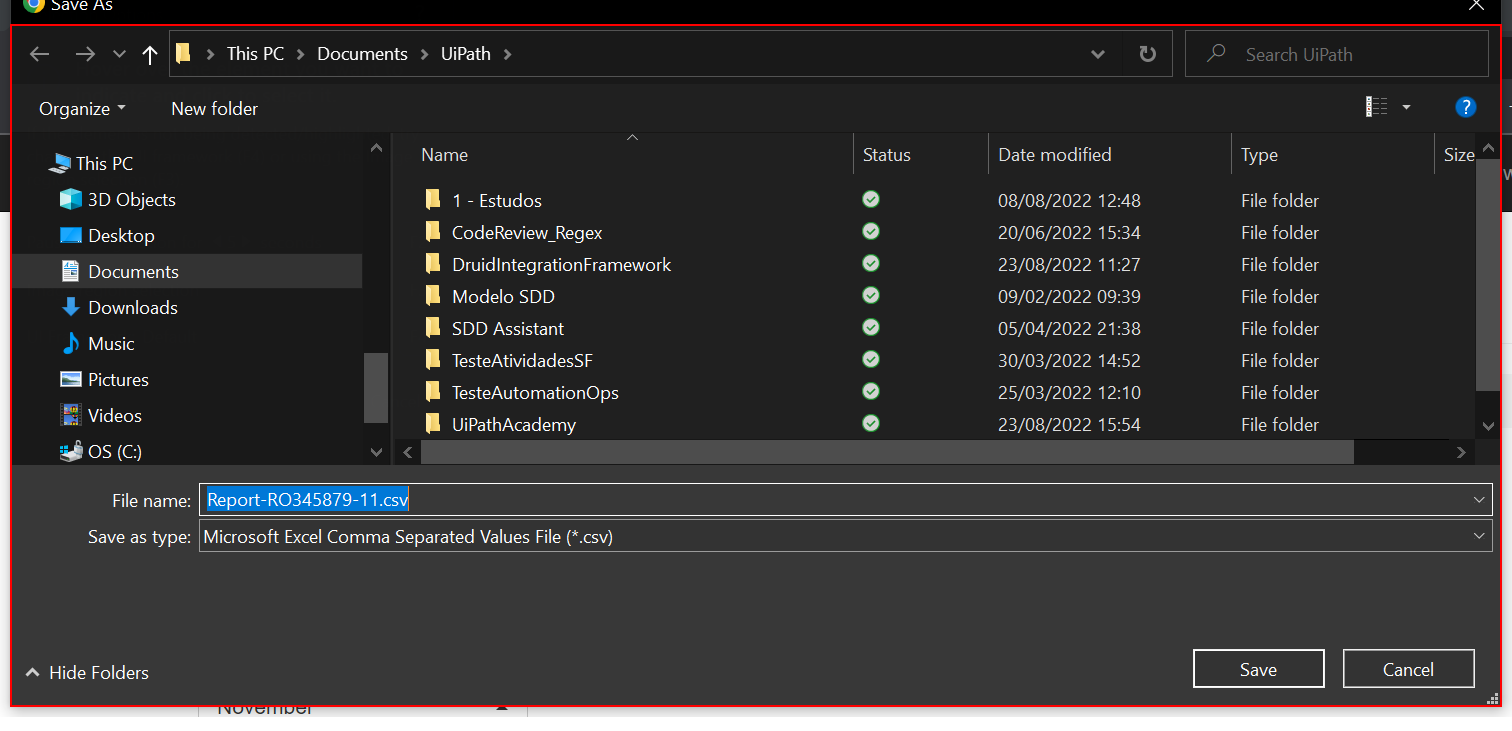 Save As
This PC > Documents > UiPath >
Search UiPath
Organize New folder
?
Name Status Date modified Type Size
This PC
3D Objects
Desktop
Documents
Downloads
Music
Pictures
Videos
OS (C:)
1 - Estudos 08/08/2022 12:48 File folder
CodeReview_Regex 20/06/2022 15:34 File folder
DruidIntegrationFramework 23/08/2022 11:27 File folder
Modelo SDD 09/02/2022 09:39 File folder
SDD Assistant 05/04/2022 21:38 File folder
TesteAtividadesSF 30/03/2022 14:52 File folder
TesteAutomationOps 25/03/2022 12:10 File folder
UiPathAcademy 23/08/2022 15:54 File folder
File name: Report-RO345879-11.csv
Save as type: Microsoft Excel Comma Separated Values File (*.csv)
Hide Folders
Save Cancel
November